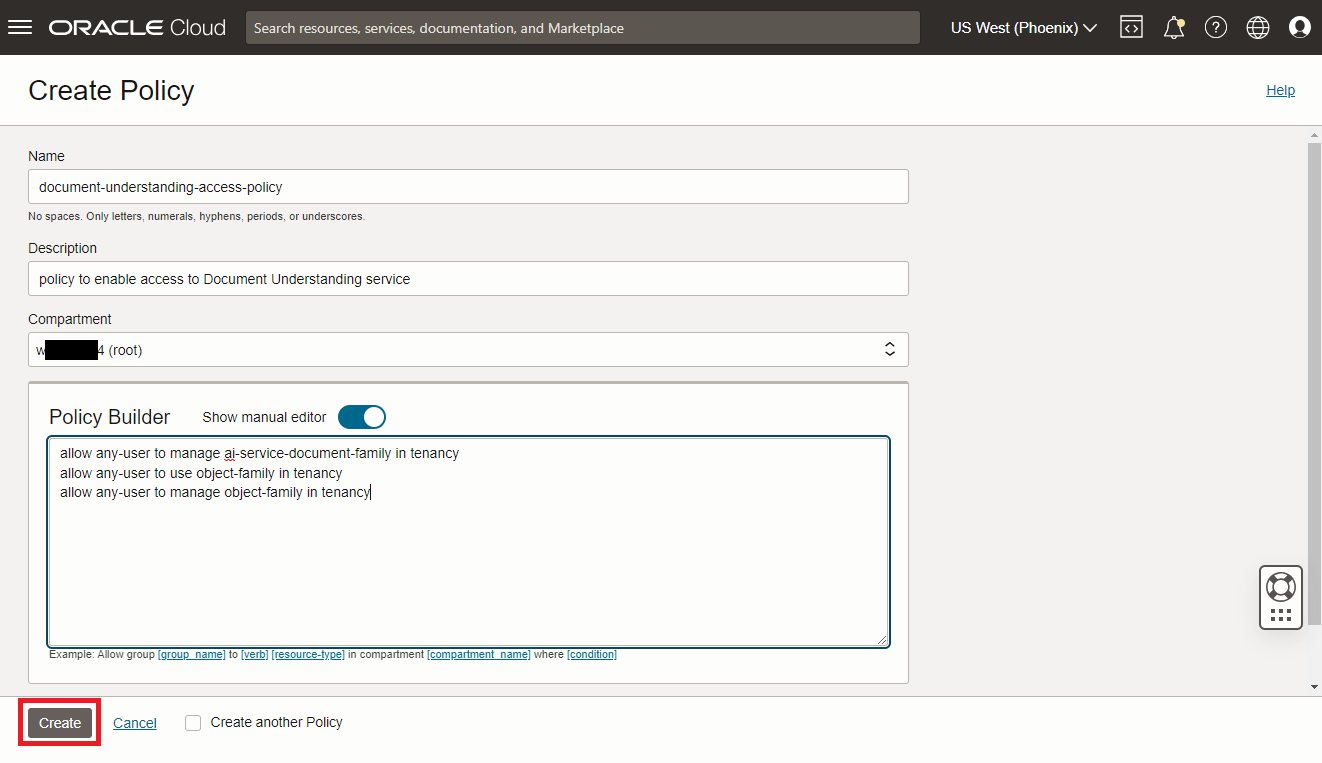 ORACLE Cloud
Search resources, services, documentation, and Marketplace
US West (Phoenix)
Create Policy
Help
Name
document-understanding-access-policy
No spaces. Only letters, numerals, hyphens, periods, or underscores.
Description
policy to enable access to Document Understanding service
Compartment
w 4 (root)
Policy Builder
Show manual editor
allow any-user to manage ai-service-document-family in tenancy
allow any-user to use object-family in tenancy
allow any-user to manage object-family in tenancy
Example: Allow group [group_name] to [verb] [resource-type] in compartment [compartment_name] where [condition]
Create
Cancel
Create another Policy